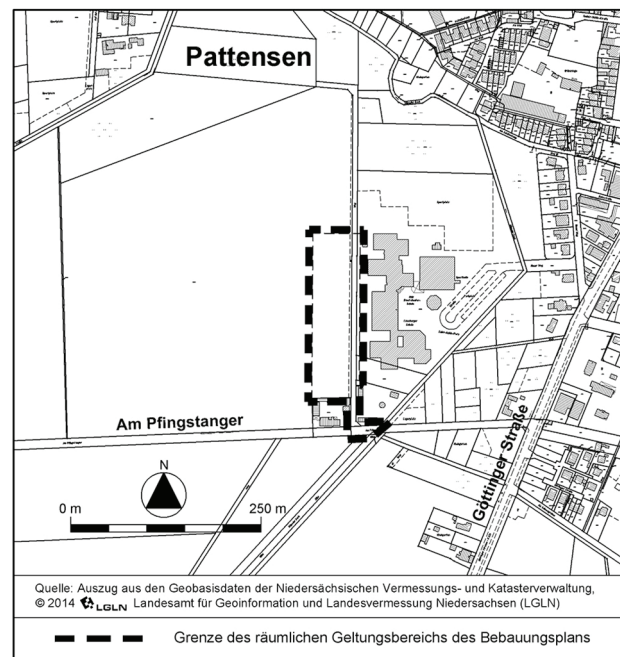 Pattensen
Am Pfingstanger
Göttinger Straße
N
0 m 250 m
Quelle: Auszug aus den Geobasisdaten der Niedersächsischen Vermessungs- und Katasterverwaltung,
© 2014 LGLN Landesamt für Geoinformation und Landesvermessung Niedersachsen (LGLN)
Grenze des räumlichen Geltungsbereichs des Bebauungsplans